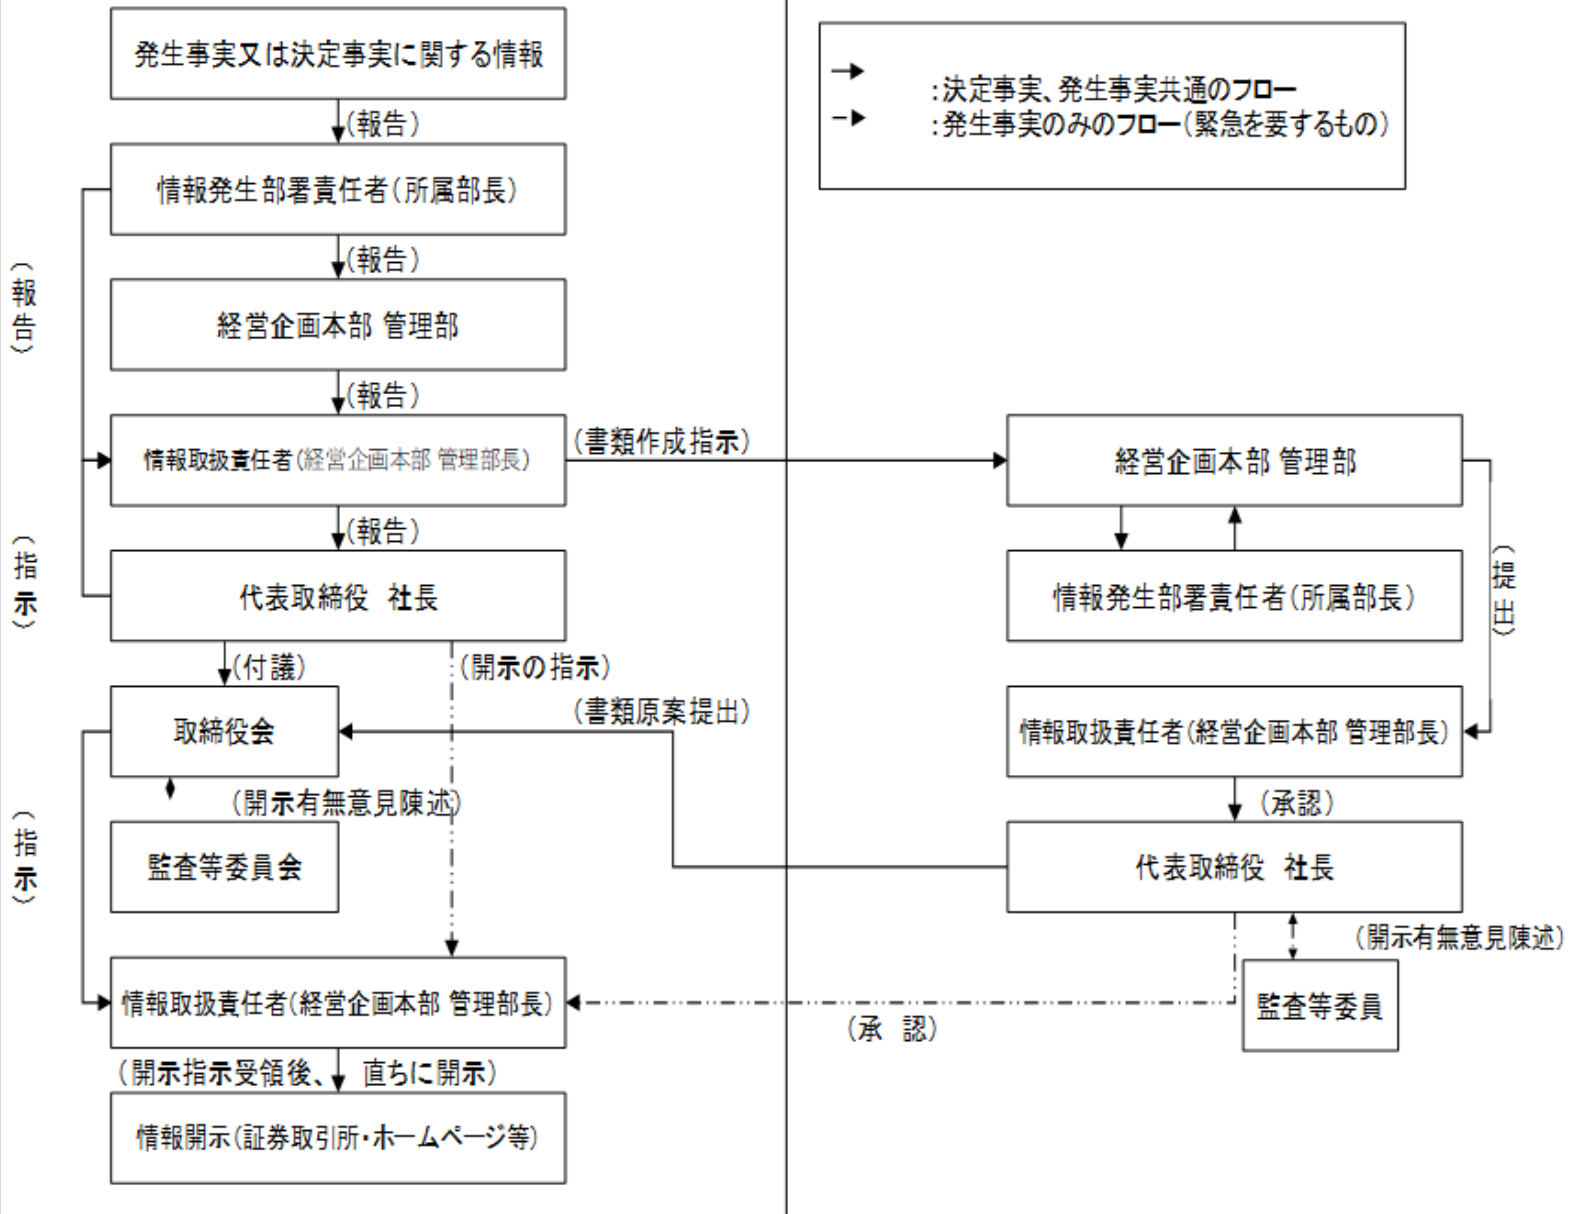 発生事実又は決定事実に関する情報
(報告)
情報発生部署責任者(所属部長)
(報告)
経営企画本部 管理部
(報告)
(報告)
情報取扱責任者(経営企画本部 管理部長)
(報告)
(指示)
代表取締役 社長
(付議)
(開示の指示)
取締役会
(開示有無意見陳述)
監査等委員会
(指示)
情報取扱責任者(経営企画本部 管理部長)
(開示指示受領後、 直ちに開示)
情報開示(証券取引所・ホームページ等)
:決定事実、発生事実共通のフロー
:発生事実のみのフロー(緊急を要するもの)
(書類作成指示)
経営企画本部 管理部
情報発生部署責任者(所属部長)
(提出)
情報取扱責任者(経営企画本部 管理部長)
(書類原案提出)
(承認)
代表取締役 社長
(開示有無意見陳述)
監査等委員
(承 認)